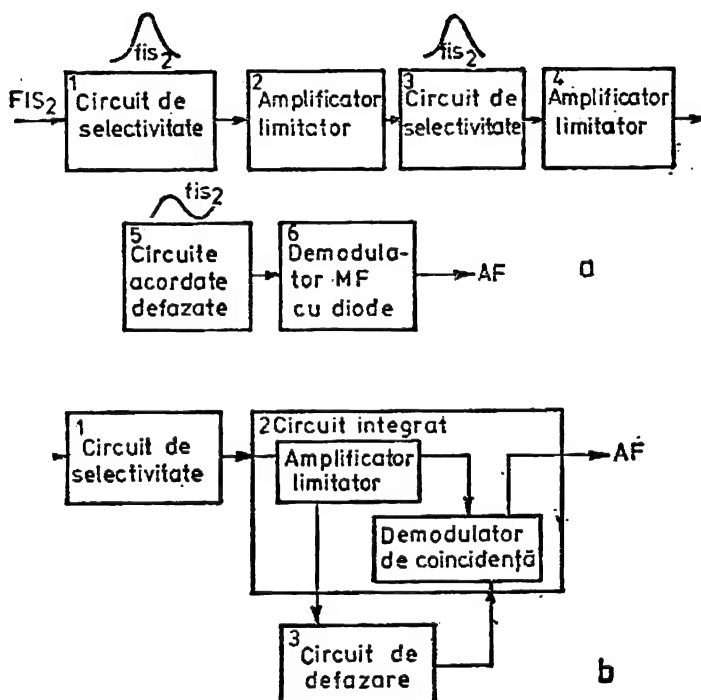 fis2
fis2
FIS2
1
Circuit de
selectivitate
2
Amplificator
limitator
3
Circuit de
selectivitate
4
Amplificator
limitator
fis2
5
Circuite
acordate
defazate
6
Demodula-
tor MF
cu diode
AF
a
1
Circuit de
selectivitate
2 Circuit integrat
Amplificator
limitator
AF
Demodulator
de coincidență
3
Circuit de
defazare
b